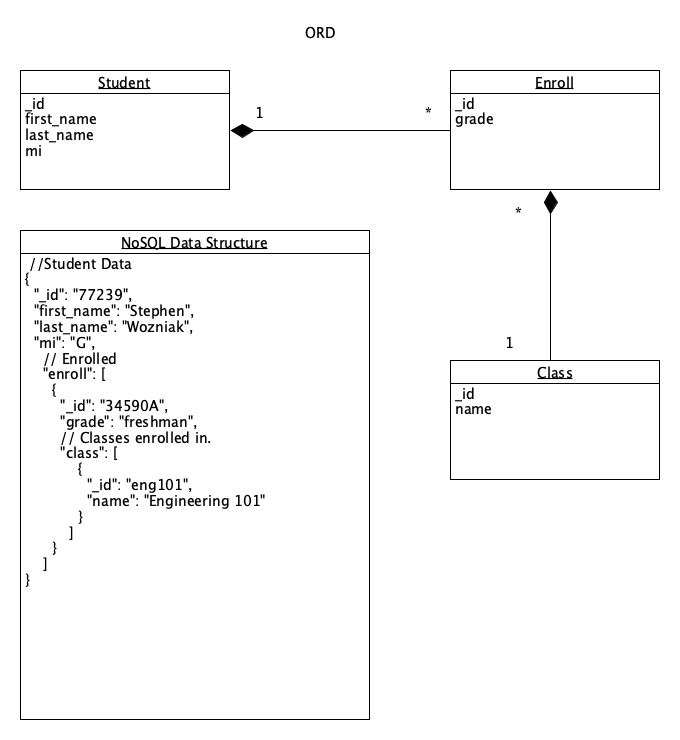 ORD
Student
_id
first_name
last_name
mi
1
*
Enroll
_id
grade
*
1
Class
_id
name
NoSQL Data Structure
//Student Data
{
"_id": "77239",
"first_name": "Stephen",
"last_name": "Wozniak",
"mi": "G",
// Enrolled
"enroll": [
{
"_id": "34590A",
"grade": "freshman",
// Classes enrolled in.
"class": [
{
"_id": "eng101",
"name": "Engineering 101"
}
]
}
]
}